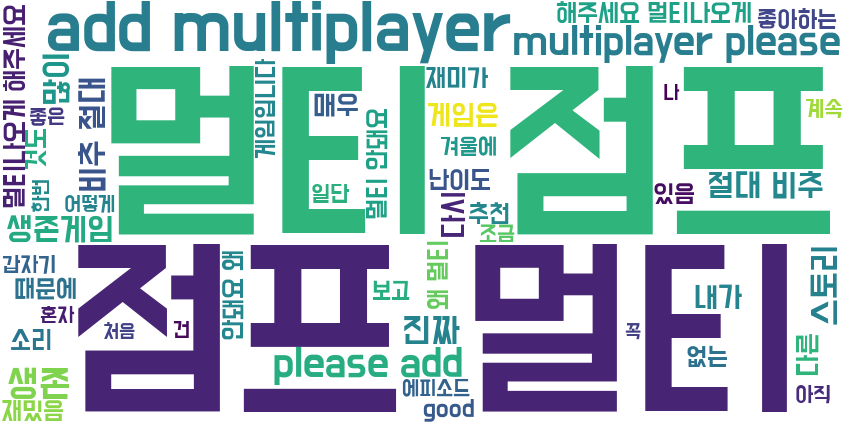 add multiplayer
해주세요 멀티나오게
좋아하는
multiplayer please
멀티나오게 해주세요
많이
좋은
것도
한번
비추 절대
어떻게
생존게임
멀티점프
게임입니다
매우
일단
멀티 안돼요
재미가
게임은
겨울에
난이도
다시
추천
조금
나
있음
계속
절대 비추
점프 멀티
갑자기
때문에
혼자
소리
처음
건
왜 요
안돼요
보고
왜 멀티
진짜
please add
에피소드
good
생존
재밌음
꼭
내가
없는
스토리
다른
아직